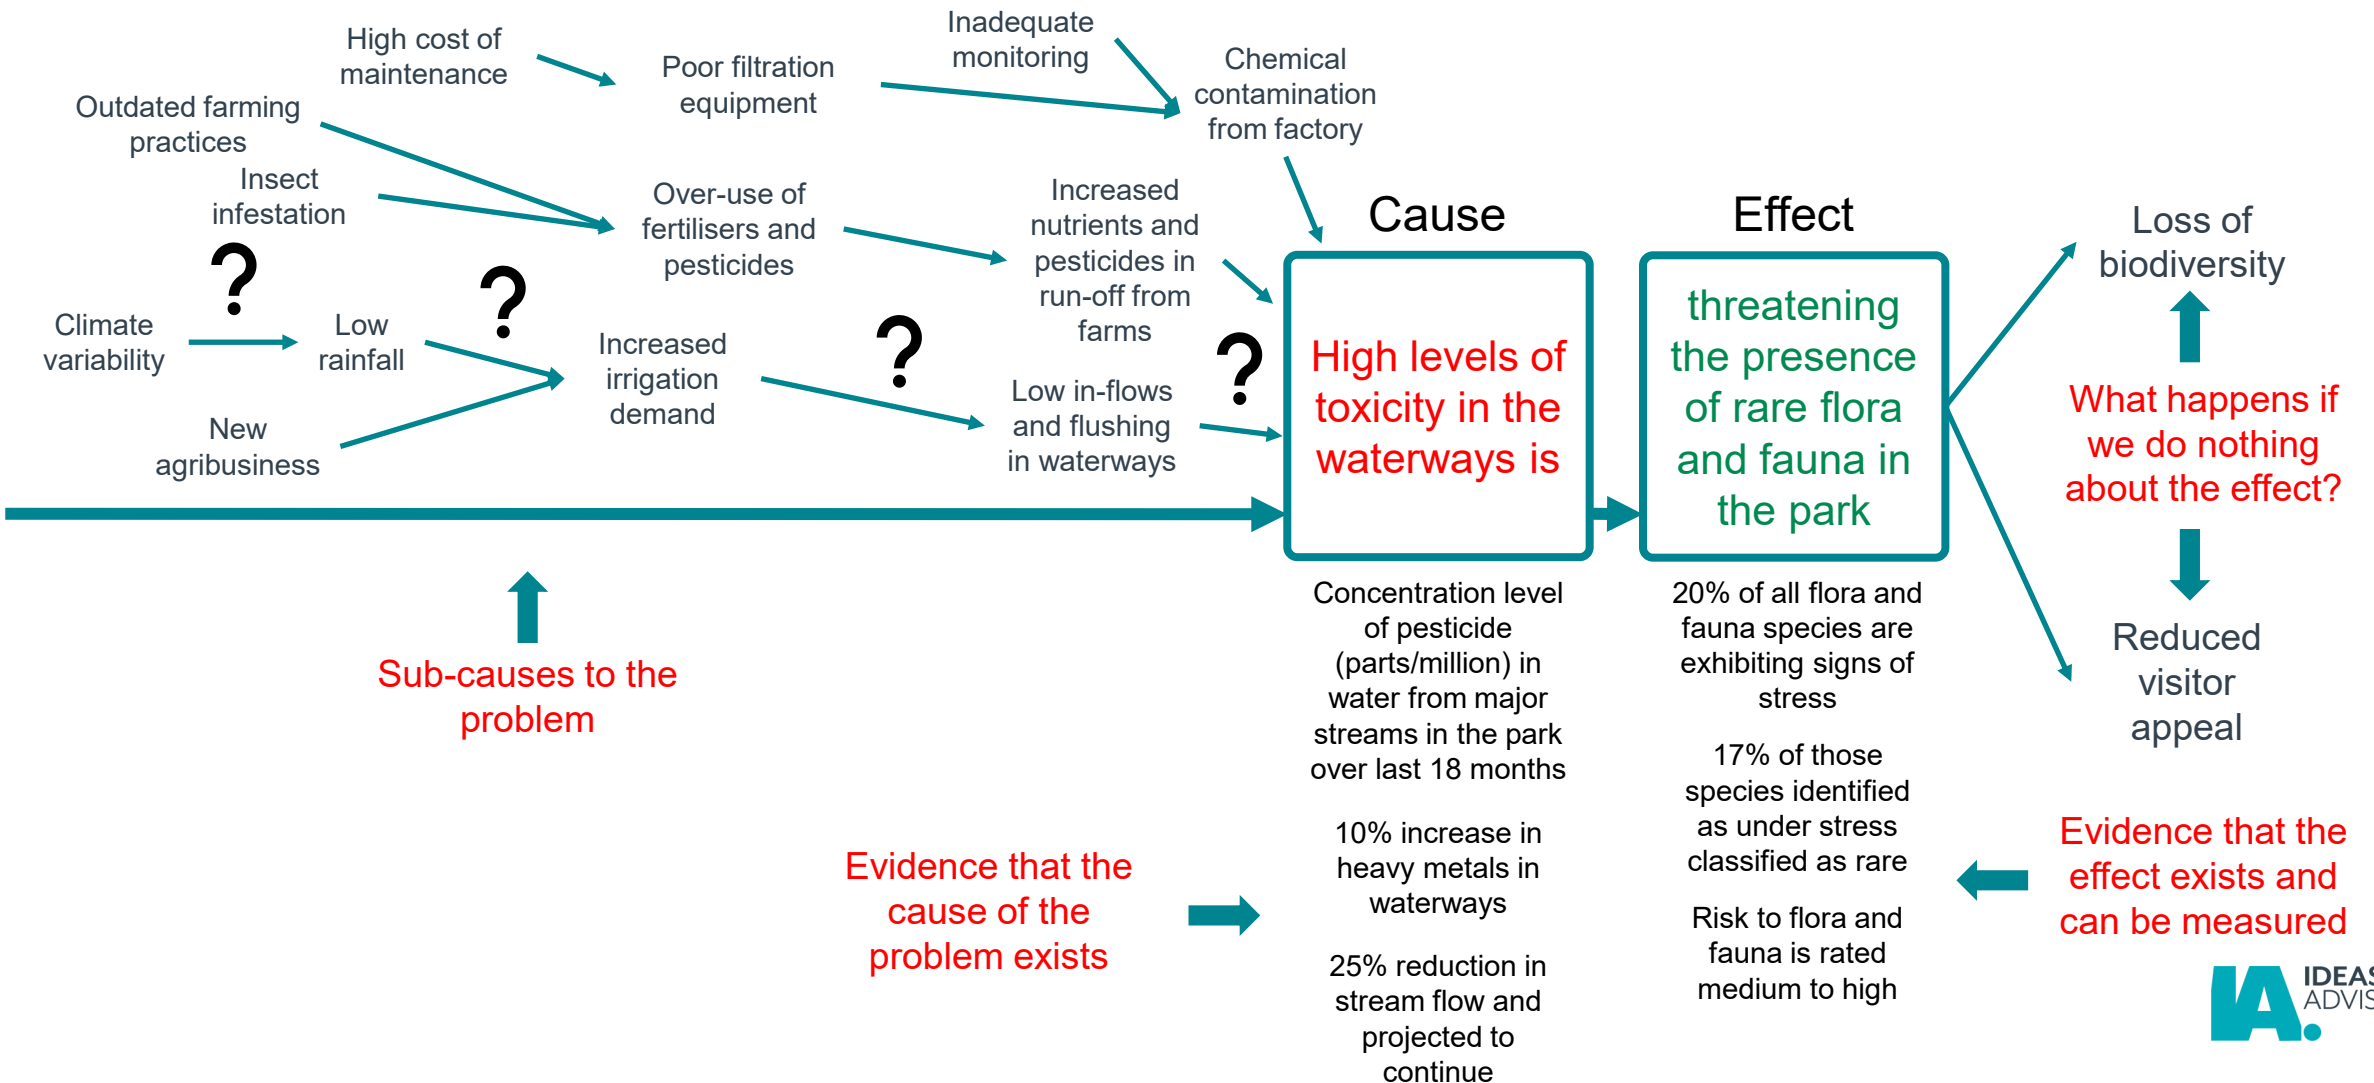 High cost of
maintenance
Poor filtration
equipment
Inadequate
monitoring
Chemical
contamination
from factory
Outdated farming
practices
Insect
infestation
Over-use of
fertilisers and
pesticides
Increased
nutrients and
pesticides in
run-off from
farms
?
?
?
?
Climate
variability
Low
rainfall
Increased
irrigation
demand
New
agribusiness
Low in-flows
and flushing
in waterways
Cause
High levels of
toxicity in the
waterways is
Effect
threatening
the presence
of rare flora
and fauna in
the park
Loss of
biodiversity
What happens if
we do nothing
about the effect?
Reduced
visitor
appeal
Sub-causes to the
problem
Evidence that the
cause of the
problem exists
Concentration level
of pesticide
(parts/million) in
water from major
streams in the park
over last 18 months
10% increase in
heavy metals in
waterways
25% reduction in
stream flow and
projected to
continue
20% of all flora and
fauna species are
exhibiting signs of
stress
17% of those
species identified
as under stress
classified as rare
Risk to flora and
fauna is rated
medium to high
Evidence that the
effect exists and
can be measured
IA.
IDEAS
ADVIS